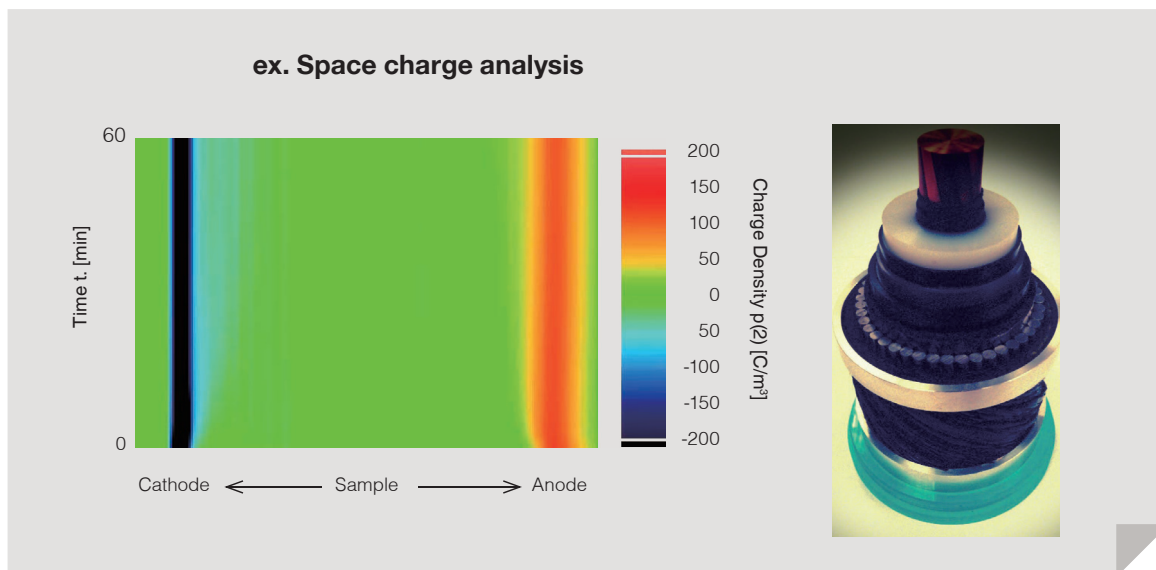 ex. Space charge analysis
60
0
Time t. [min]
Cathode
Sample
Anode
200
150
100
50
0
50
-100
-150
-200
Charge Density p(2) [C/m³]